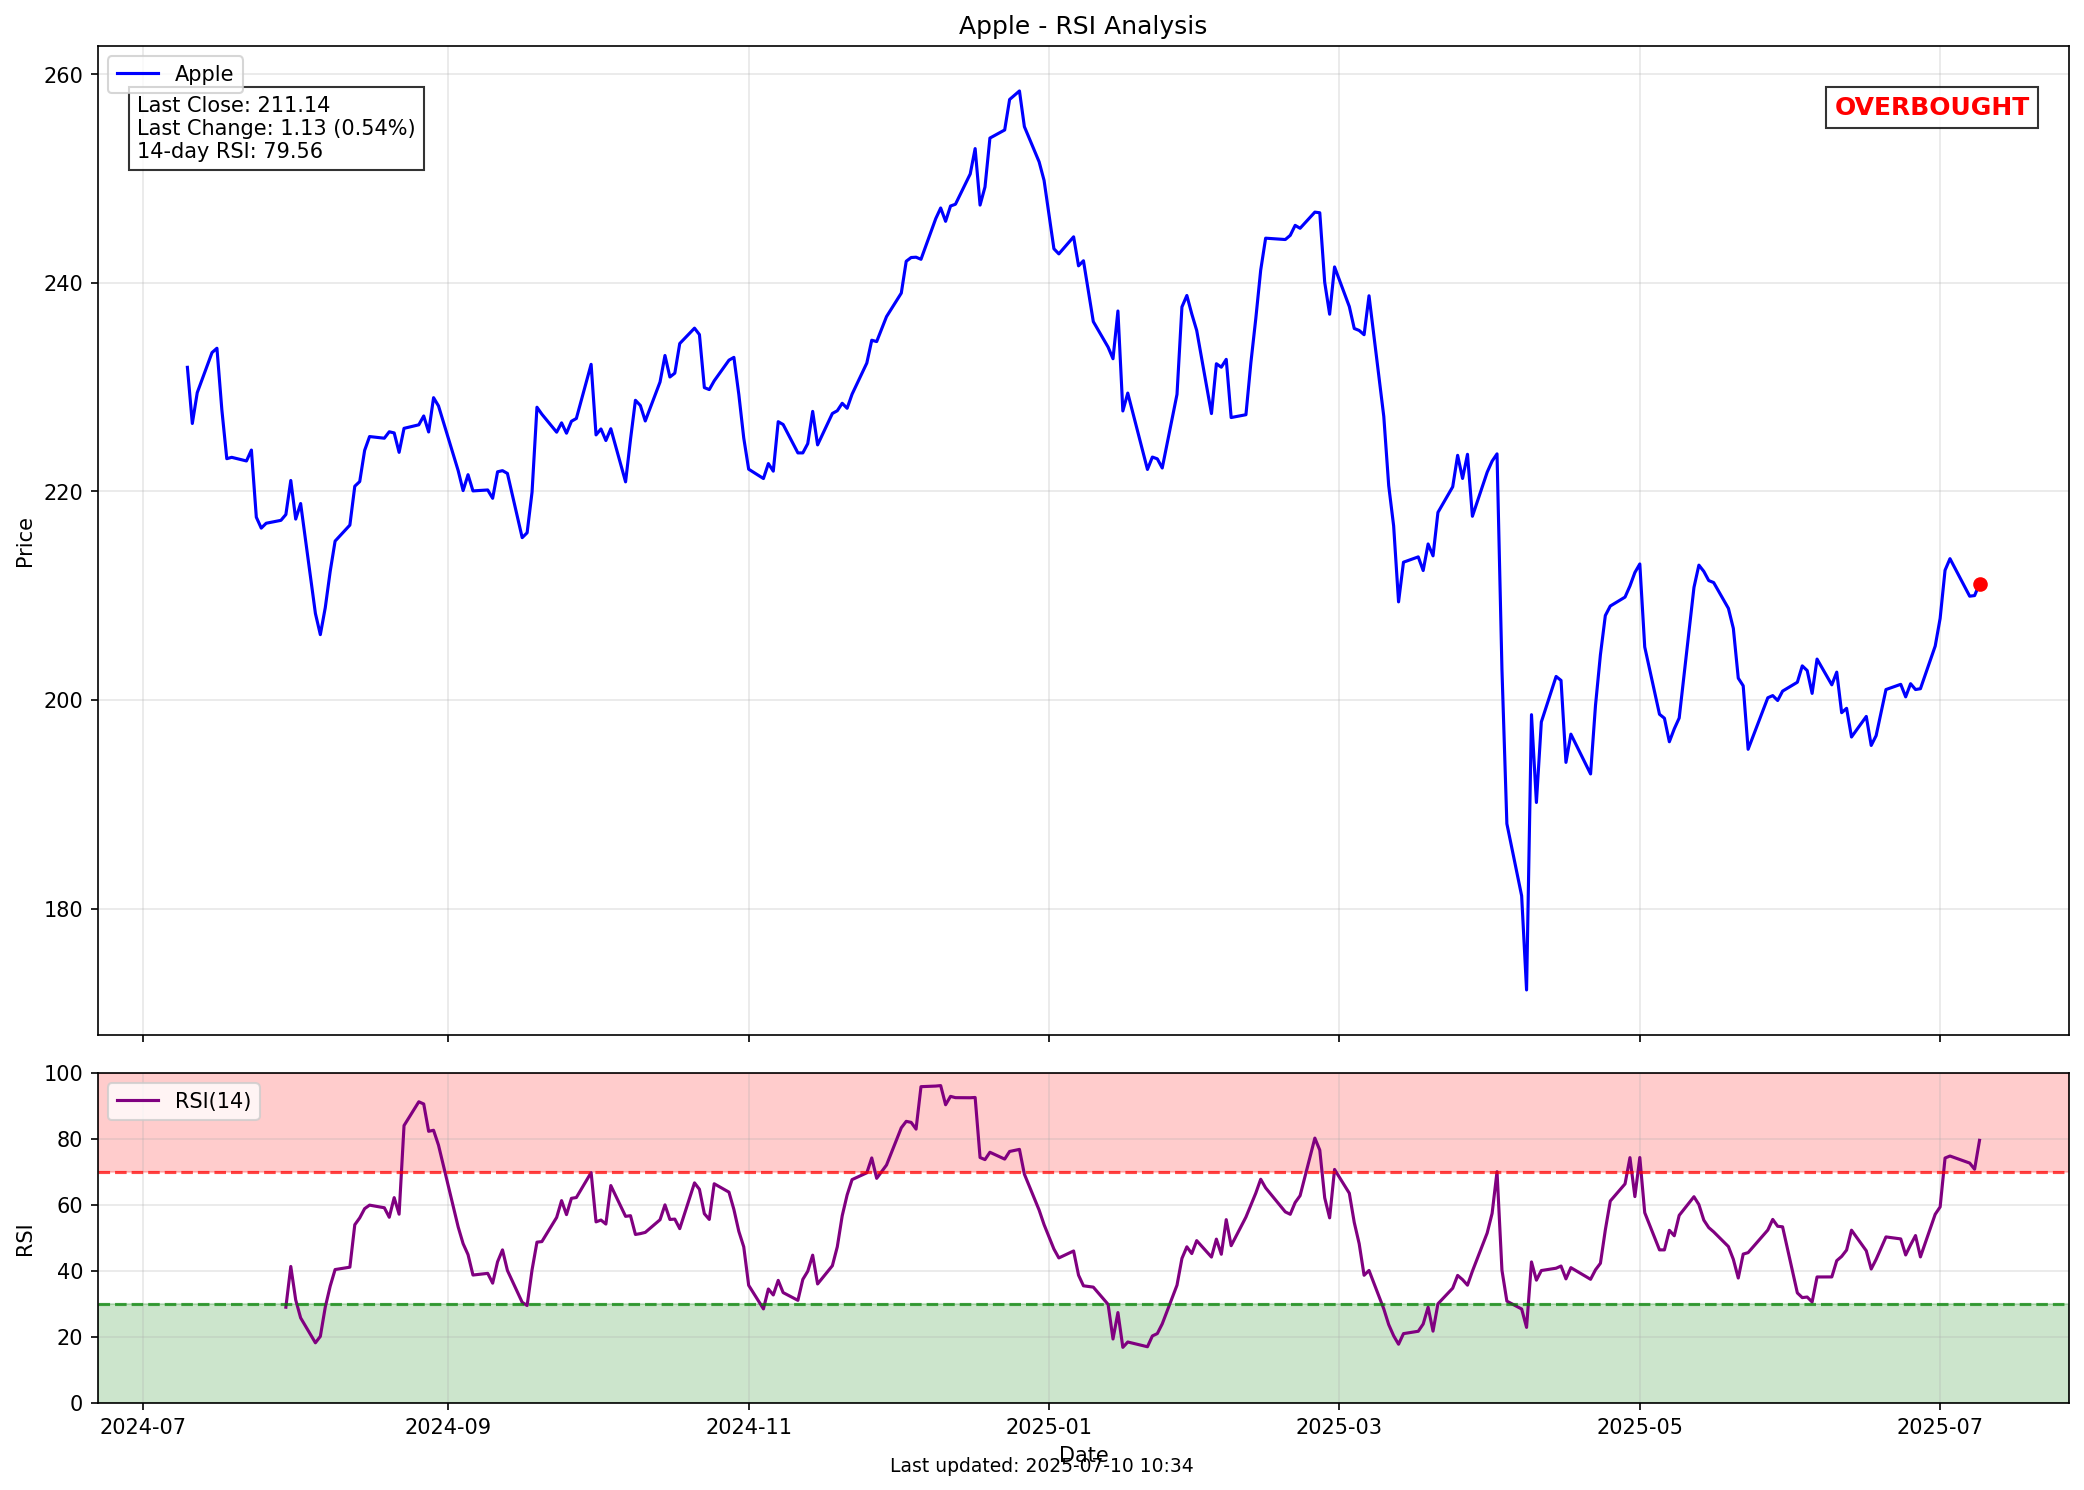 Apple - RSI Analysis
Apple
Last Close: 211.14
Last Change: 1.13 (0.54%)
14-day RSI: 79.56
OVERBOUGHT
260
240
220
200
180
Price
RSI(14)
100
80
60
40
20
0
RSI
2024-07
2024-09
2024-11
2025-01
2025-03
2025-05
2025-07
Date
Last updated: 2025-07-10 10:34